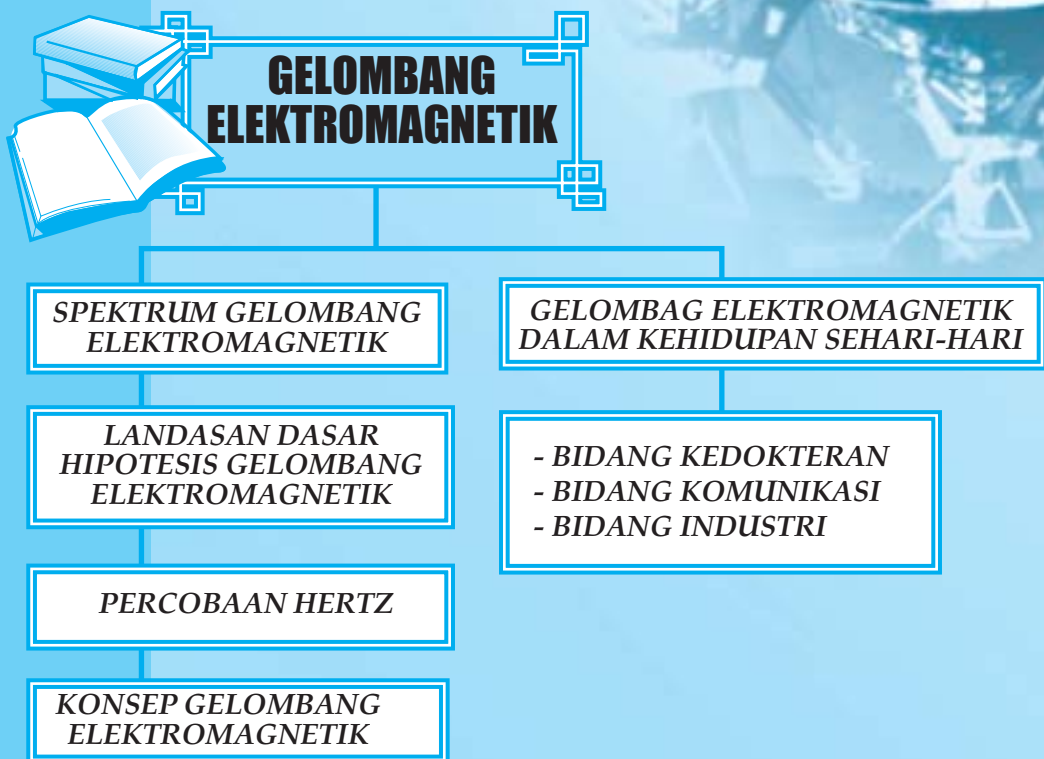 GELOMBANG
ELEKTROMAGNETIK
SPEKTRUM GELOMBANG
ELEKTROMAGNETIK
LANDASAN DASAR
HIPOTESIS GELOMBANG
ELEKTROMAGNETIK
PERCOBAAN HERTZ
KONSEP GELOMBANG
ELEKTROMAGNETIK
GELOMBAG ELEKTROMAGNETIK
DALAM KEHIDUPAN SEHARI-HARI
- BIDANG KEDOKTERAN
- BIDANG KOMUNIKASI
- BIDANG INDUSTRI